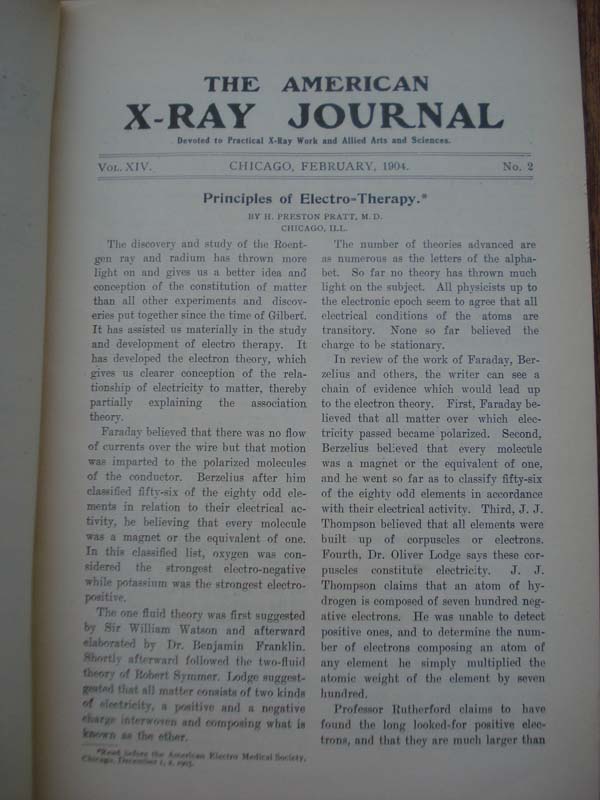 THE AMERICAN
X-RAY JOURNAL
Devoted to Practical X-Ray Work and Allied Arts and Sciences.
VOL. XIV. CHICAGO, FEBRUARY, 1904. No. 2
Principles of Electro-Therapy.*
BY H. PRESTON PRATT, M. D.
CHICAGO, ILL.
The discovery and study of the Roent-
gen ray and radium has thrown more
light on and gives us a better idea and
conception of the constitution of matter
than all other experiments and discov-
eries put together since the time of Gilbert.
It has assisted us materially in the study
and development of electro therapy. It
has developed the electron theory, which
gives us clearer conception of the rela-
tionship of electricity to matter, thereby
partially explaining the association
theory.
Faraday believed that there was no flow
of currents over the wire but that motion
was imparted to the polarized molecules
of the conductor. Berzelius after him
classified fifty-six of the eighty odd ele-
ments in relation to their electrical ac-
tivity, he believing that every molecule
was a magnet or the equivalent of one.
In this classified list, oxygen was con-
sidered the strongest electro-negative
while potassium was the strongest electro-
positive.
The one fluid theory was first suggested
by Sir William Watson and afterward
elaborated by Dr. Benjamin Franklin.
Shortly afterward followed the two-fluid
theory of Robert Symmer. Lodge suggest-
gested that all matter consists of two kinds
of electricity, a positive and a negative
charge interwoven and composing what is
known as the ether.
*Read before the American Electro Medical Society,
Chicago, December 1, 2, 1903.
The number of theories advanced are
as numerous as the letters of the alpha-
bet. So far no theory has thrown much
light on the subject. All physicists up to
the electronic epoch seem to agree that all
electrical conditions of the atoms are
transitory. None so far believed the
charge to be stationary.
In review of the work of Faraday, Ber-
zelius and others, the writer can see a
chain of evidence which would lead up
to the electron theory. First, Faraday be-
lieved that all matter over which elec-
tricity passed became polarized. Second,
Berzelius believed that every molecule
was a magnet or the equivalent of one,
and he went so far as to classify fifty-six
of the eighty odd elements in accordance
with their electrical activity. Third, J. J.
Thompson believed that all elements were
built up of corpuscles or electrons.
Fourth, Dr. Oliver Lodge says these cor-
puscles constitute electricity. J. J.
Thompson claims that an atom of hy-
drogen is composed of seven hundred neg-
ative electrons. He was unable to detect
positive ones, and to determine the num-
ber of electrons composing an atom of
any element he simply multiplied the
atomic weight of the element by seven
hundred.
Professor Rutherford claims to have
found the long looked-for positive elec-
trons, and that they are much larger than